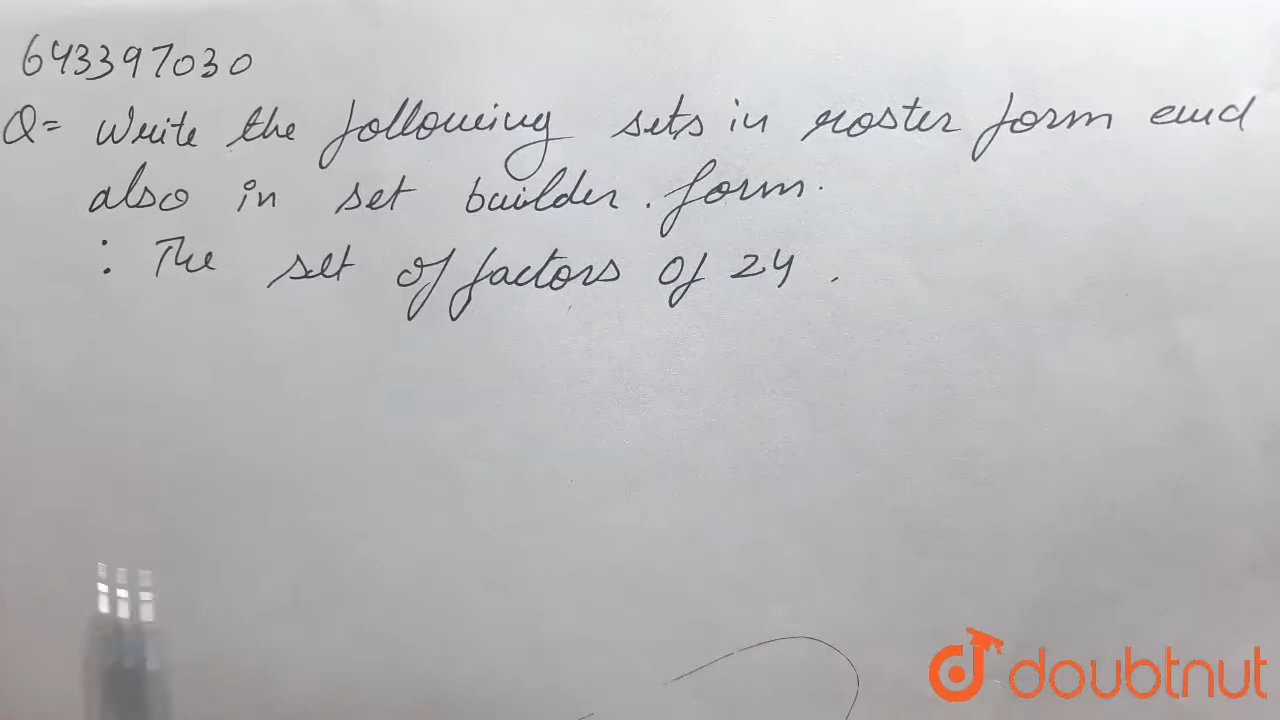 643397030
Q= Write the following sets in roster form and
also in set builder. form.
: The set of factors of 24.
doubtnut